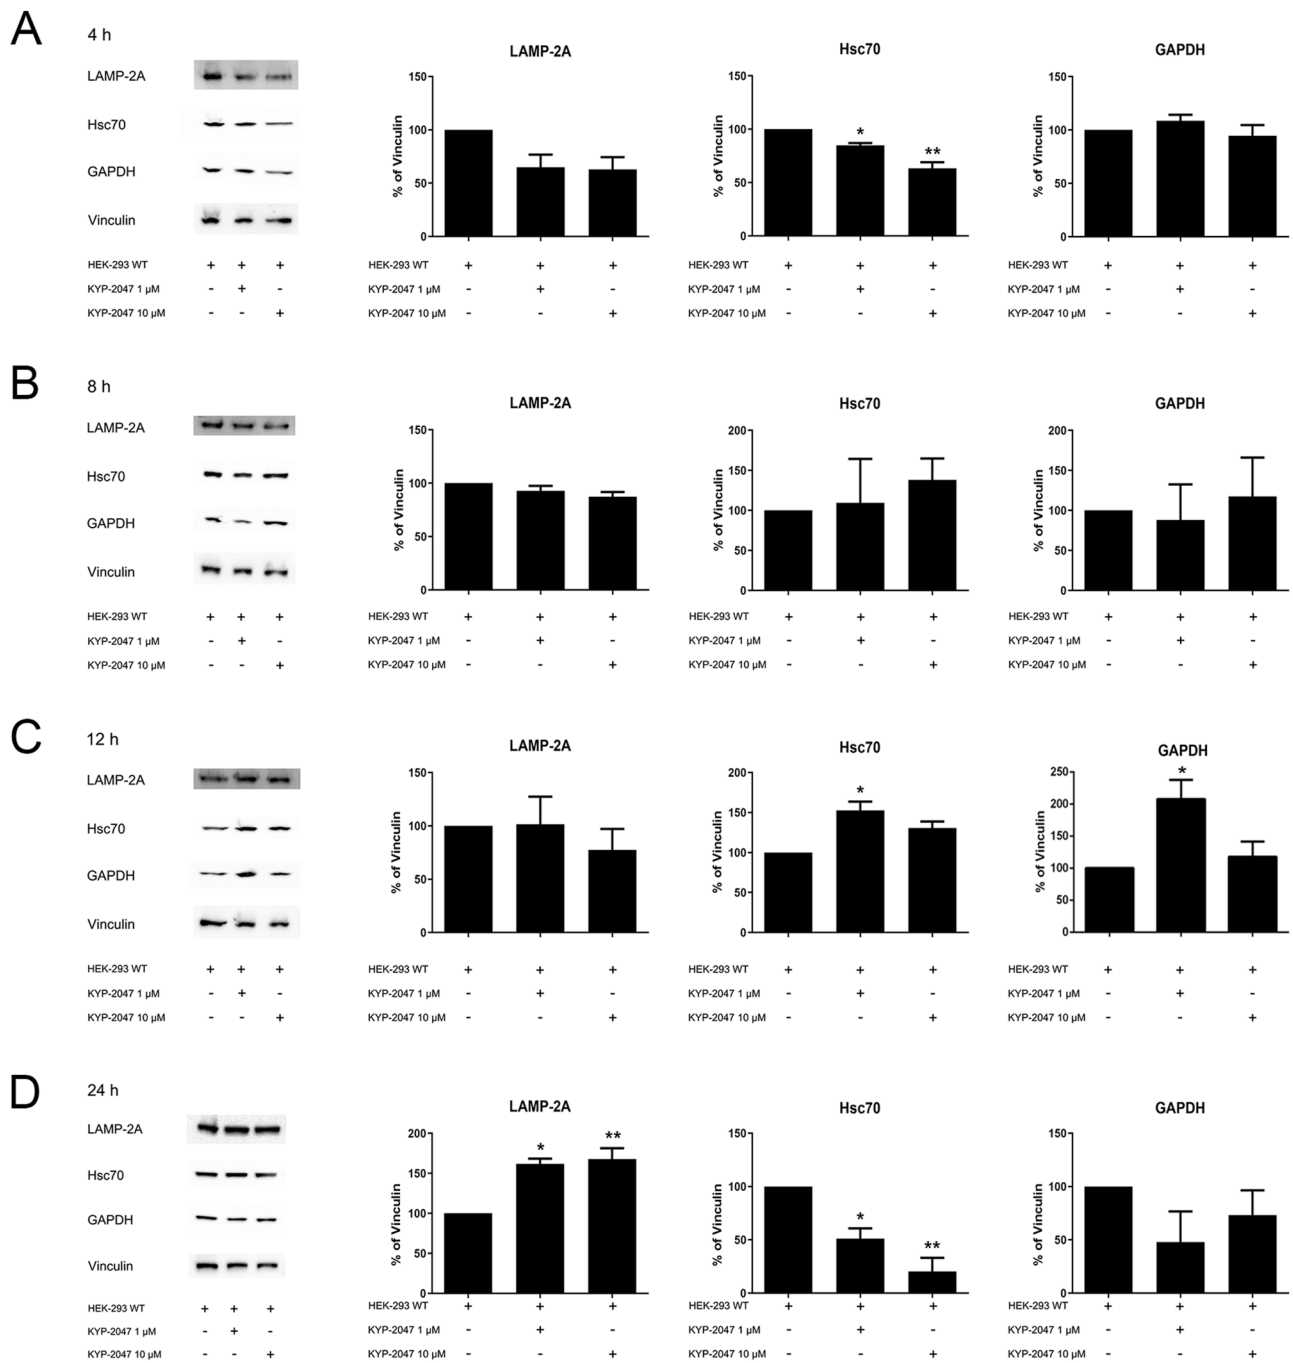 A
4 h
LAMP-2A
Hsc70
GAPDH
Vinculin
HEK-293 WT + + +
KYP-2047 1 µM - + -
KYP-2047 10 µM - - +
LAMP-2A
% of Vinculin
150
100
50
0
HEK-293 WT + + +
KYP-2047 1 µM - + -
KYP-2047 10 µM - - +
Hsc70
% of Vinculin
150
100
50
0
*
**
HEK-293 WT + + +
KYP-2047 1 µM - + -
KYP-2047 10 µM - - +
GAPDH
% of Vinculin
150
100
50
0
HEK-293 WT + + +
KYP-2047 1 µM - + -
KYP-2047 10 µM - - +
B
8 h
LAMP-2A
Hsc70
GAPDH
Vinculin
HEK-293 WT + + +
KYP-2047 1 µM - + -
KYP-2047 10 µM - - +
LAMP-2A
% of Vinculin
150
100
50
0
HEK-293 WT + + +
KYP-2047 1 µM - + -
KYP-2047 10 µM - - +
Hsc70
% of Vinculin
200
150
100
50
0
HEK-293 WT + + +
KYP-2047 1 µM - + -
KYP-2047 10 µM - - +
GAPDH
% of Vinculin
200
150
100
50
0
HEK-293 WT + + +
KYP-2047 1 µM - + -
KYP-2047 10 µM - - +
C
12 h
LAMP-2A
Hsc70
GAPDH
Vinculin
HEK-293 WT + + +
KYP-2047 1 µM - + -
KYP-2047 10 µM - - +
LAMP-2A
% of Vinculin
150
100
50
0
HEK-293 WT + + +
KYP-2047 1 µM - + -
KYP-2047 10 µM - - +
Hsc70
% of Vinculin
200
150
100
50
0
*
HEK-293 WT + + +
KYP-2047 1 µM - + -
KYP-2047 10 µM - - +
GAPDH
% of Vinculin
250
200
150
100
50
0
*
HEK-293 WT + + +
KYP-2047 1 µM - + -
KYP-2047 10 µM - - +
D
24 h
LAMP-2A
Hsc70
GAPDH
Vinculin
HEK-293 WT + + +
KYP-2047 1 µM - + -
KYP-2047 10 µM - - +
LAMP-2A
% of Vinculin
200
150
100
50
0
*
**
HEK-293 WT + + +
KYP-2047 1 µM - + -
KYP-2047 10 µM - - +
Hsc70
% of Vinculin
150
100
50
0
*
**
HEK-293 WT + + +
KYP-2047 1 µM - + -
KYP-2047 10 µM - - +
GAPDH
% of Vinculin
150
100
50
0
HEK-293 WT + + +
KYP-2047 1 µM - + -
KYP-2047 10 µM - - +